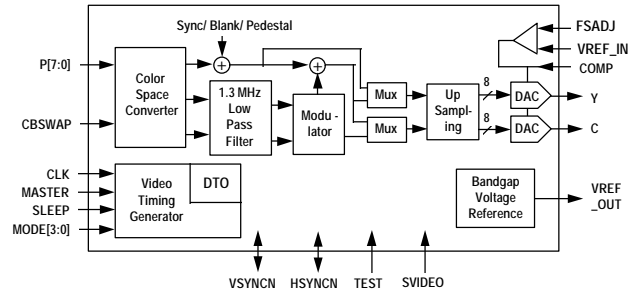 Sync/ Blank/ Pedestal
FSADJ
VREF_IN
COMP
P[7:0]
CBSWAP
Color
Space
Converter
1.3 MHz
Low
Pass
Filter
Modu -
lator
Mux
Mux
Up
Sampl-
ing
8
8
DAC
DAC
Y
C
CLK
MASTER
SLEEP
MODE[3:0]
Video
Timing
Generator
DTO
Bandgap
Voltage
Reference
VREF
_OUT
VSYNCN
HSYNCN
TEST
SVIDEO